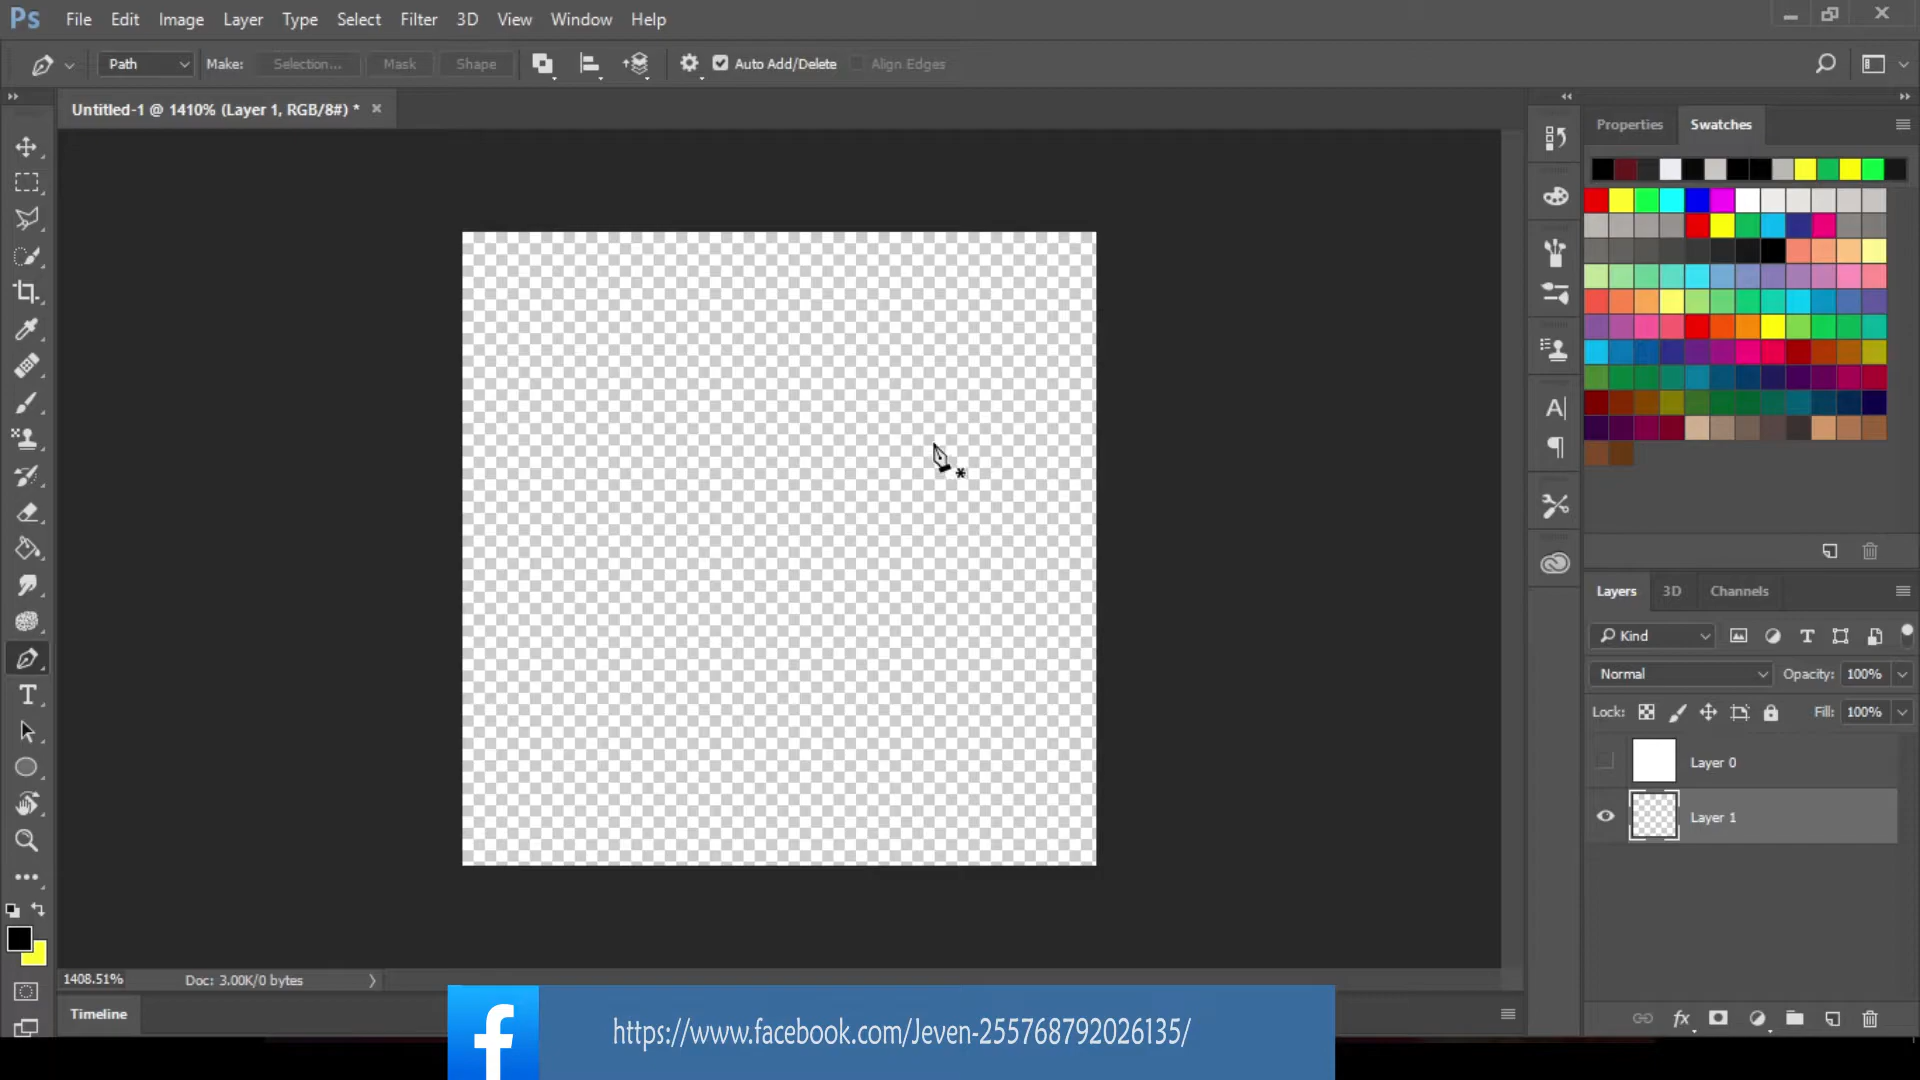 Ps File Edit Image Layer Type Select Filter 3D View Window Help
Path Make: Selection... Mask Shape Auto Add/Delete Align Edges
Untitled-1 @ 1410% (Layer 1, RGB/8#) *
Properties Swatches
Layers 3D Channels
Kind
Normal Opacity: 100%
Lock: Fill: 100%
Layer 0
Layer 1
1408.51% Doc: 3.00K/0 bytes
Timeline
https://www.facebook.com/Jeven-255768792026135/